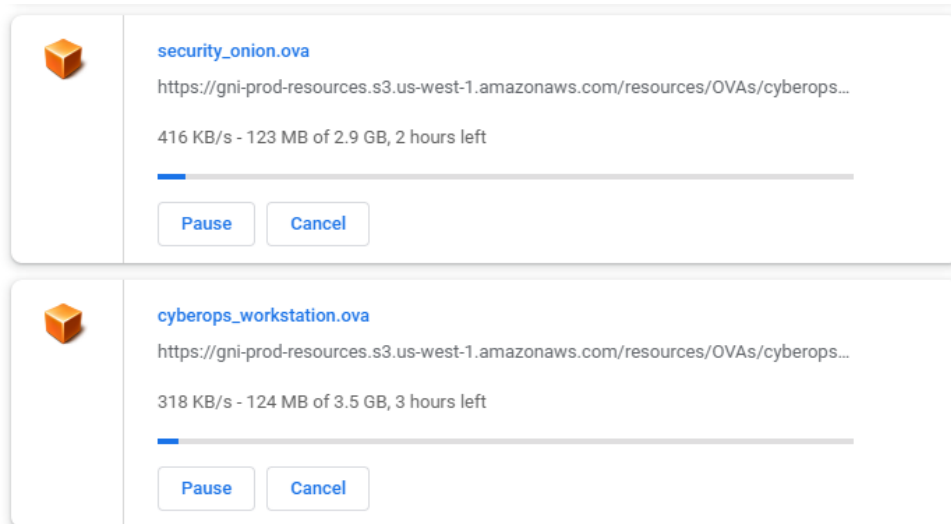 security_onion.ova
https://gni-prod-resources.s3.us-west-1.amazonaws.com/resources/OVAs/cyberops...
416 KB/s - 123 MB of 2.9 GB, 2 hours left
Pause Cancel
cyberops_workstation.ova
https://gni-prod-resources.s3.us-west-1.amazonaws.com/resources/OVAs/cyberops...
318 KB/s - 124 MB of 3.5 GB, 3 hours left
Pause Cancel